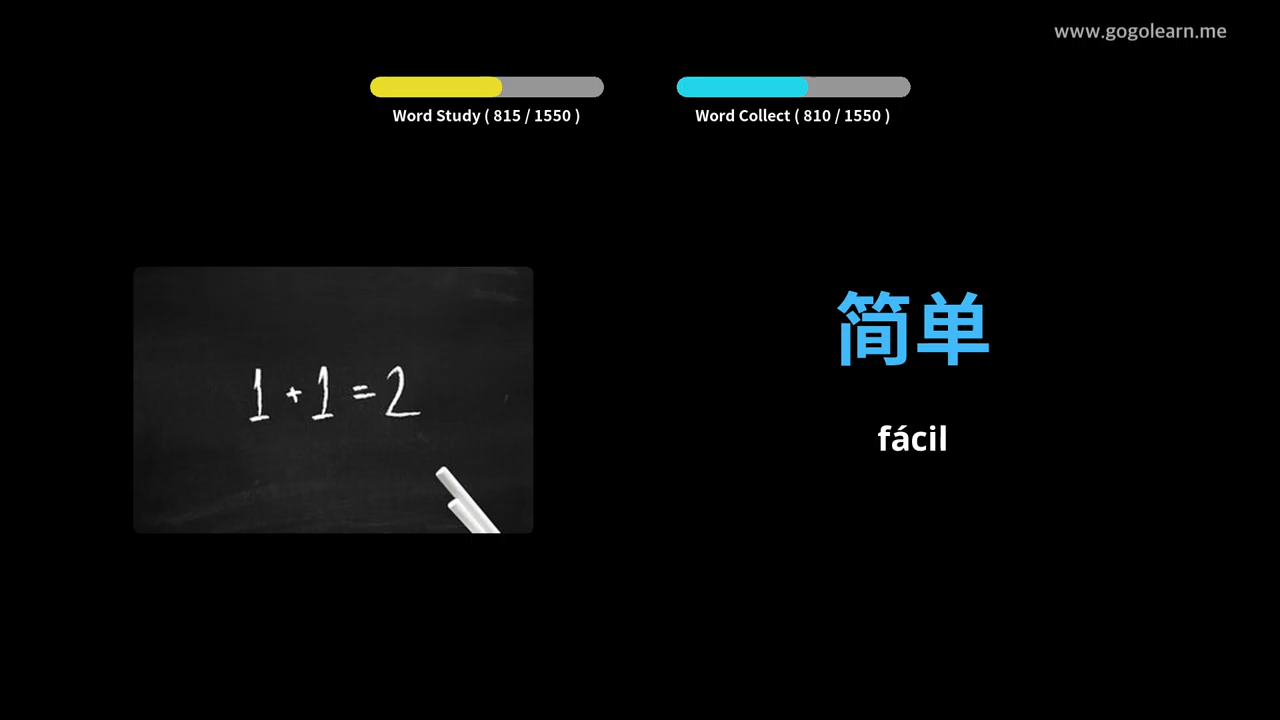 www.gogolearn.me
Word Study ( 815 / 1550 )
Word Collect ( 810 / 1550 )
1 + 1 = 2
简单
fácil